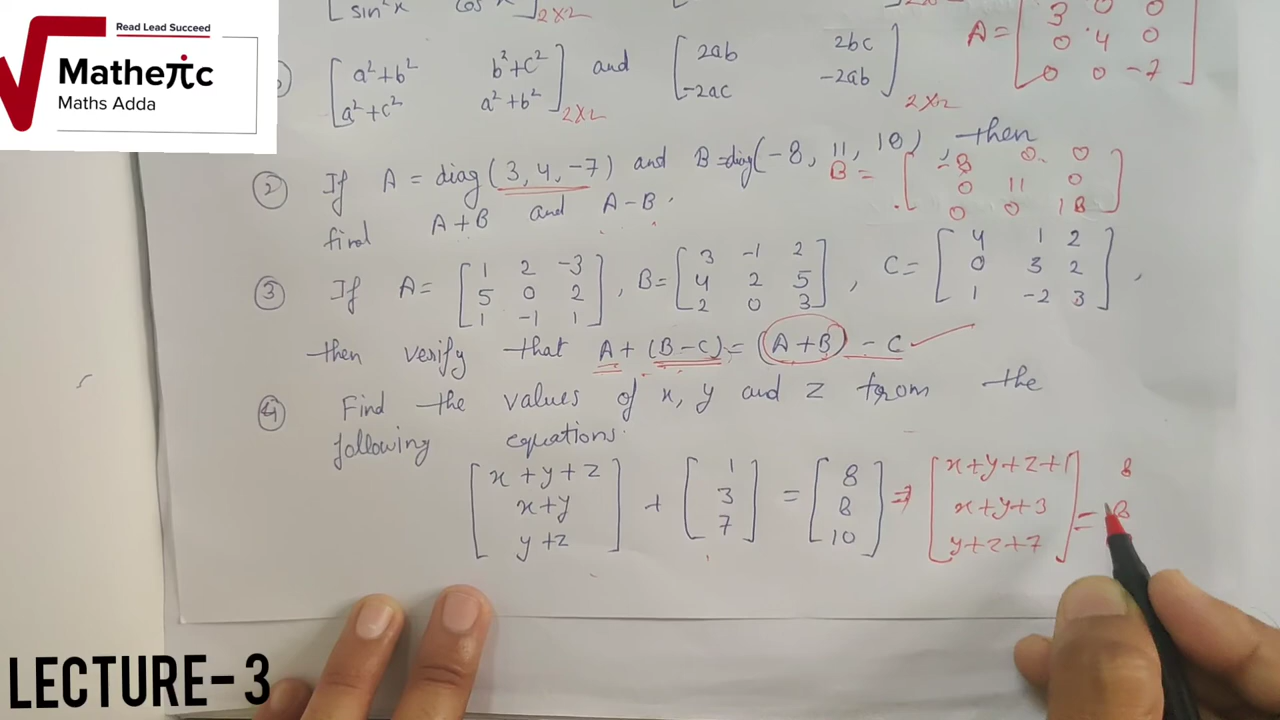 Read Lead Succeed
Matheπc
Maths Adda
[sin²x cos x]2×2
[a²+b² b²+c²] and [2ab 2bc]
[a²+c² a²+b²]2×2 [-2ac -2ab]2×2
A= [3 0 0]
[0 4 0]
[0 0 -7]
② If A = diag (3, 4, -7) and B=diag(-8, 11, 18), then
find A+B and A-B.
B = [-8 0 0]
[0 11 0]
[0 0 18]
③ If A= [1 2 -3] , B= [3 -1 2] , C= [4 1 2] ,
[5 0 2] [4 2 5] [0 3 2]
[1 -1 1] [2 0 3] [1 -2 3]
then verify that A+ (B-C) = (A+B) - C
④ Find the values of x, y and z from the
following equations.
[x+y+z] + [1] = [8] ⇒ [x+y+z+1] = 8
[x+y] [3] [8] [x+y+3] 8
[y+z] [7] [10] [y+z+7]
LECTURE-3